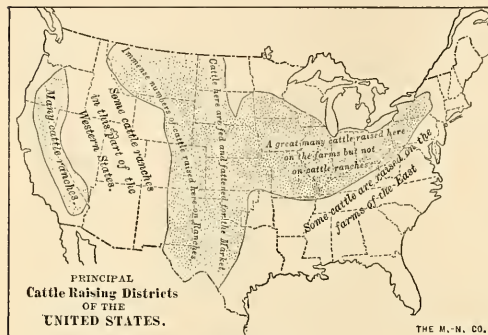 Many cattle ranches.
Some cattle ranches
in this part of the
Western States.
Immense numbers of cattle raised here on Ranches.
Cattle here are fed and fattened for the Market.
A great many cattle raised here
on the farms but not
on cattle ranches
Some cattle are raised on the
farms of the East
PRINCIPAL
Cattle Raising Districts
OF THE
UNITED STATES.
THE M.-N. CO.